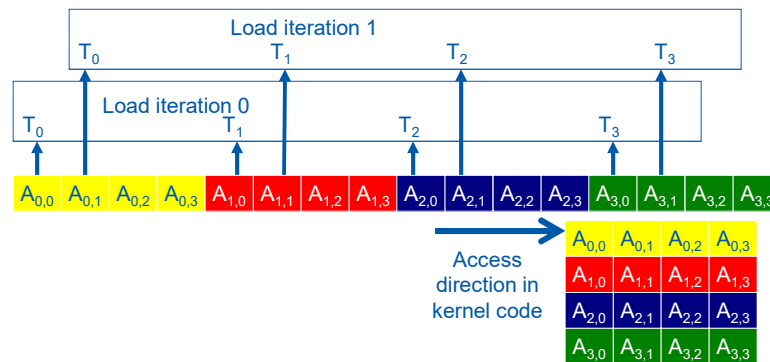 Load iteration 1
T0 T1 T2 T3
Load iteration 0
T0 T1 T2 T3
A0,0 A0,1 A0,2 A0,3 A1,0 A1,1 A1,2 A1,3 A2,0 A2,1 A2,2 A2,3 A3,0 A3,1 A3,2 A3,3
Access
direction in
kernel code
A0,0 A0,1 A0,2 A0,3
A1,0 A1,1 A1,2 A1,3
A2,0 A2,1 A2,2 A2,3
A3,0 A3,1 A3,2 A3,3